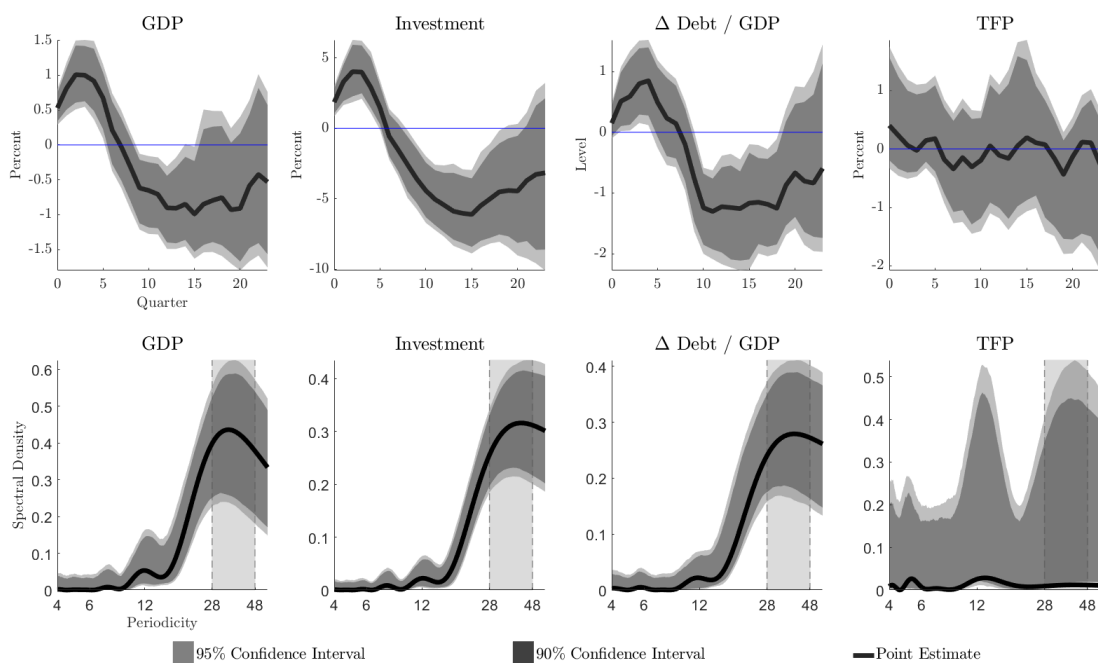 GDP
Investment
Δ Debt / GDP
TFP
Percent
1.5
1
0.5
0
-0.5
-1
-1.5
0 5 10 15 20
Quarter
Percent
5
0
-5
-10
0 5 10 15 20
Level
1
0
-1
-2
0 5 10 15 20
Percent
1
0
-1
-2
0 5 10 15 20
GDP
Investment
Δ Debt / GDP
TFP
Spectral Density
0.6
0.5
0.4
0.3
0.2
0.1
0
4 6 12 28 48
Periodicity
0.4
0.3
0.2
0.1
0
4 6 12 28 48
0.4
0.3
0.2
0.1
0
4 6 12 28 48
0.5
0.4
0.3
0.2
0.1
0
4 6 12 28 48
95% Confidence Interval
90% Confidence Interval
Point Estimate